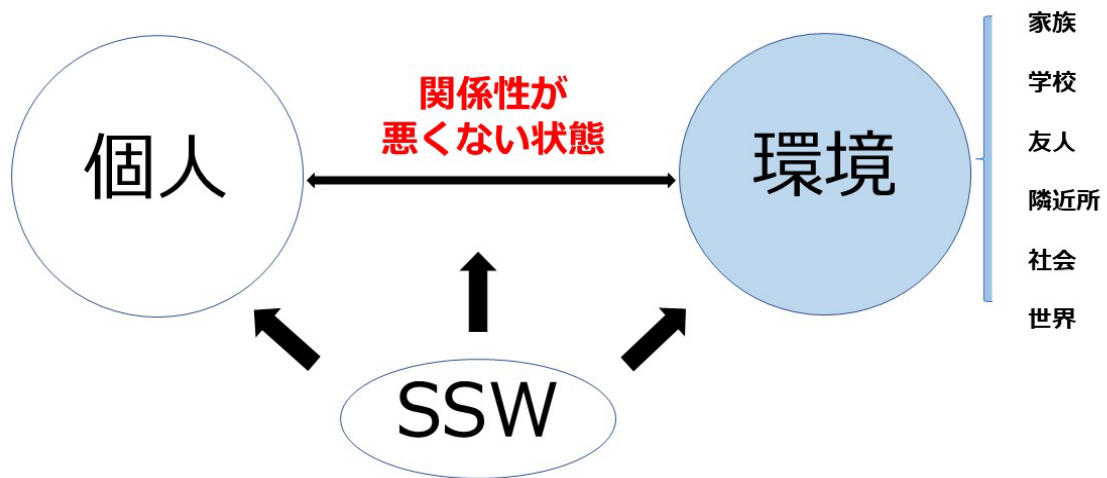 関係性が
悪くない状態
個人
環境
家族
学校
友人
隣近所
社会
世界
SSW